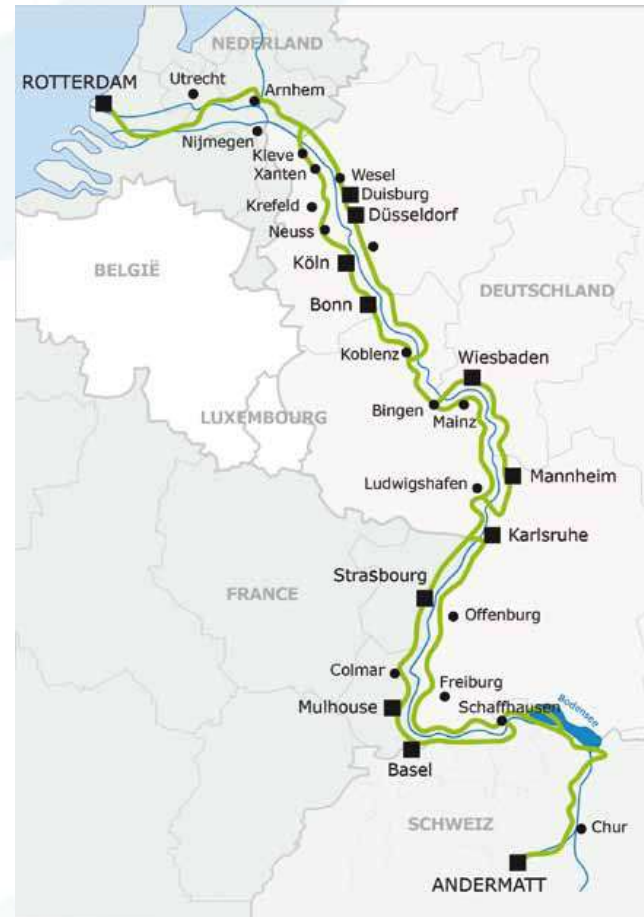 NEDERLAND
ROTTERDAM
Utrecht
Arnhem
Nijmegen
Kleve
Xanten
Wesel
Duisburg
Krefeld
Düsseldorf
Neuss
BELGIË
Köln
DEUTSCHLAND
Bonn
Koblenz
Wiesbaden
Bingen
Mainz
LUXEMBOURG
Ludwigshafen
Mannheim
Karlsruhe
Strasbourg
FRANCE
Offenburg
Colmar
Freiburg
Mulhouse
Schaffhausen
Bodensee
Basel
SCHWEIZ
Chur
ANDERMATT